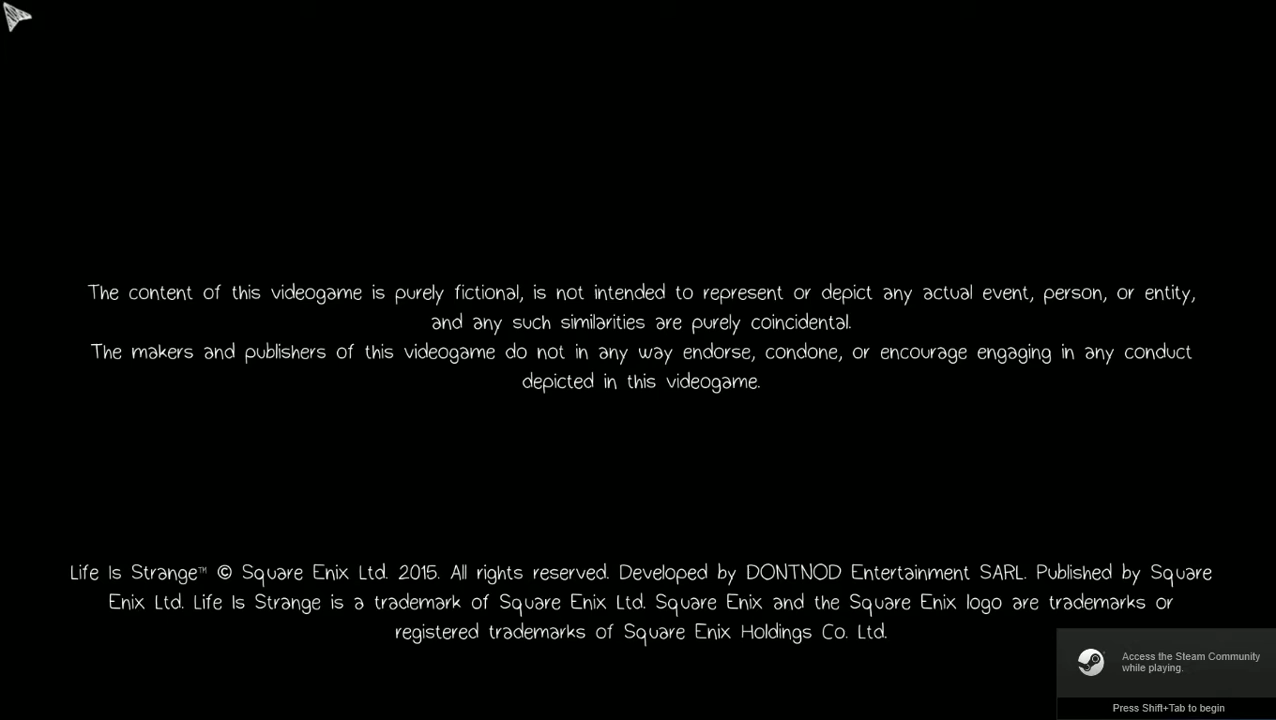 The content of this videogame is purely fictional, is not intended to represent or depict any actual event, person, or entity,
and any such similarities are purely coincidental.
The makers and publishers of this videogame do not in any way endorse, condone, or encourage engaging in any conduct
depicted in this videogame.
Life Is Strange™ © Square Enix Ltd. 2015. All rights reserved. Developed by DONTNOD Entertainment SARL. Published by Square
Enix Ltd. Life Is Strange is a trademark of Square Enix Ltd. Square Enix and the Square Enix logo are trademarks or
registered trademarks of Square Enix Holdings Co. Ltd.
Access the Steam Community
while playing.
Press Shift+Tab to begin